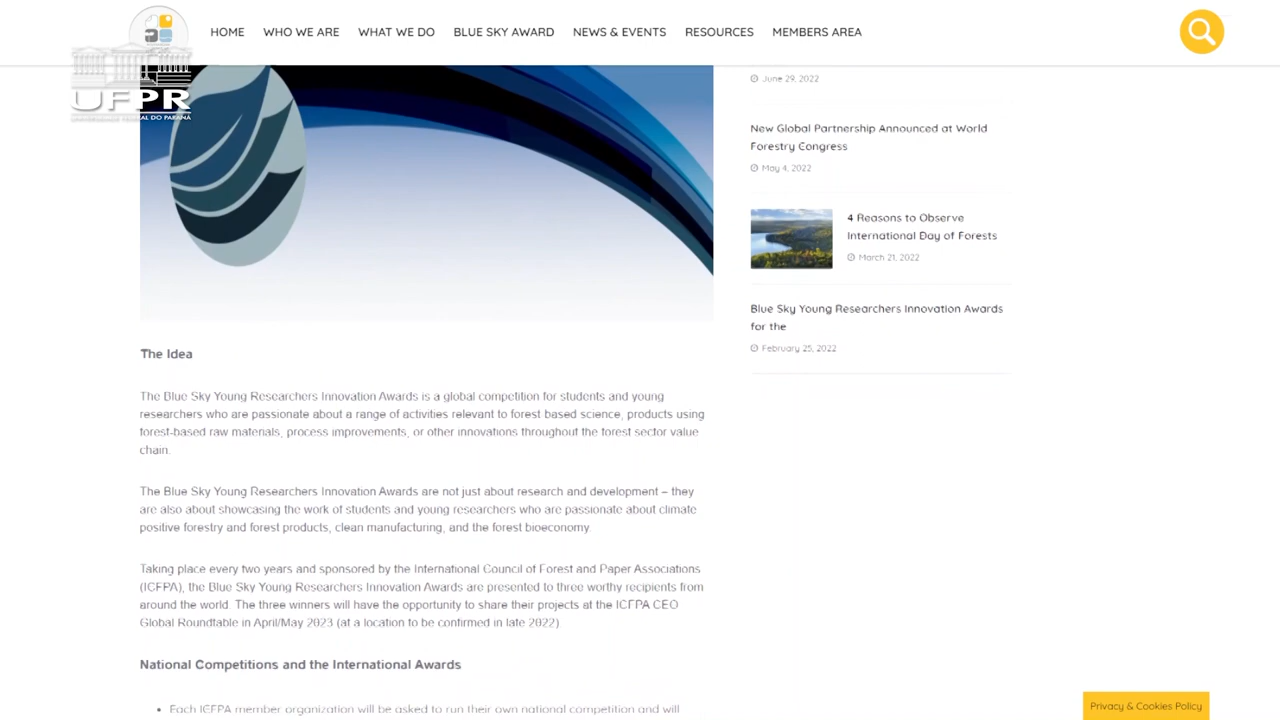 HOME WHO WE ARE WHAT WE DO BLUE SKY AWARD NEWS & EVENTS RESOURCES MEMBERS AREA
UFPR
UNIVERSIDADE FEDERAL DO PARANÁ
The Idea
The Blue Sky Young Researchers Innovation Awards is a global competition for students and young
researchers who are passionate about a range of activities relevant to forest based science, products using
forest-based raw materials, process improvements, or other innovations throughout the forest sector value
chain.
The Blue Sky Young Researchers Innovation Awards are not just about research and development – they
are also about showcasing the work of students and young researchers who are passionate about climate
positive forestry and forest products, clean manufacturing, and the forest bioeconomy.
Taking place every two years and sponsored by the International Council of Forest and Paper Associations
(ICFPA), the Blue Sky Young Researchers Innovation Awards are presented to three worthy recipients from
around the world. The three winners will have the opportunity to share their projects at the ICFPA CEO
Global Roundtable in April/May 2023 (at a location to be confirmed in late 2022).
National Competitions and the International Awards
• Each ICFPA member organization will be asked to run their own national competition and will
June 29, 2022
New Global Partnership Announced at World
Forestry Congress
May 4, 2022
4 Reasons to Observe
International Day of Forests
March 21, 2022
Blue Sky Young Researchers Innovation Awards
for the
February 25, 2022
Privacy & Cookies Policy